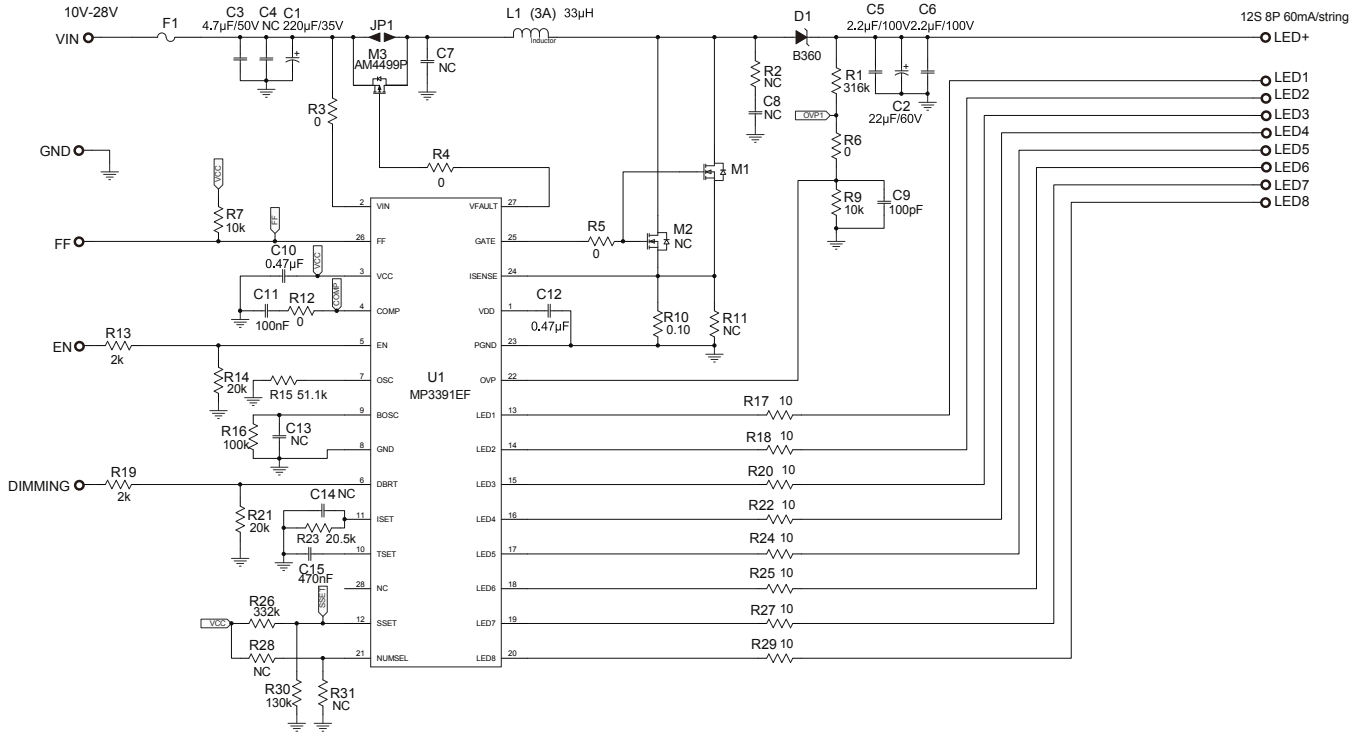 10V-28V
VIN
F1
C3
4.7μF/50V
C4
NC
C1
220μF/35V
JP1
M3
AM4499P
C7
NC
L1 (3A) 33μH
Inductor
D1
B360
C5
2.2μF/100V
C6
2.2μF/100V
12S 8P 60mA/string
LED+
R2
NC
C8
NC
R1
316k
C2
22μF/60V
OVP1
LED1
LED2
LED3
LED4
LED5
LED6
LED7
LED8
R3
0
R4
0
R6
0
GND
VCC
R7
10k
FF
FF
M1
R9
10k
C9
100pF
R5
0
M2
NC
C10
0.47μF
VCC
C11
100nF
R12
0
COMP
C12
0.47μF
R10
0.10
R11
NC
EN
R13
2k
R14
20k
R15 51.1k
R16
100k
C13
NC
U1
MP3391EF
2 VIN
26 FF
3 VCC
4 COMP
5 EN
7 OSC
9 BOSC
8 GND
6 DBRT
11 ISET
10 TSET
28 NC
12 SSET
21 NUMSEL
VFAULT 27
GATE 25
ISENSE 24
VDD 1
PGND 23
OVP 22
LED1 13
LED2 14
LED3 15
LED4 16
LED5 17
LED6 18
LED7 19
LED8 20
R17 10
R18 10
R20 10
R22 10
R24 10
R25 10
R27 10
R29 10
DIMMING
R19
2k
R21
20k
C14 NC
R23 20.5k
C15
470nF
SSET
VCC
R26
332k
R28
NC
R30
130k
R31
NC